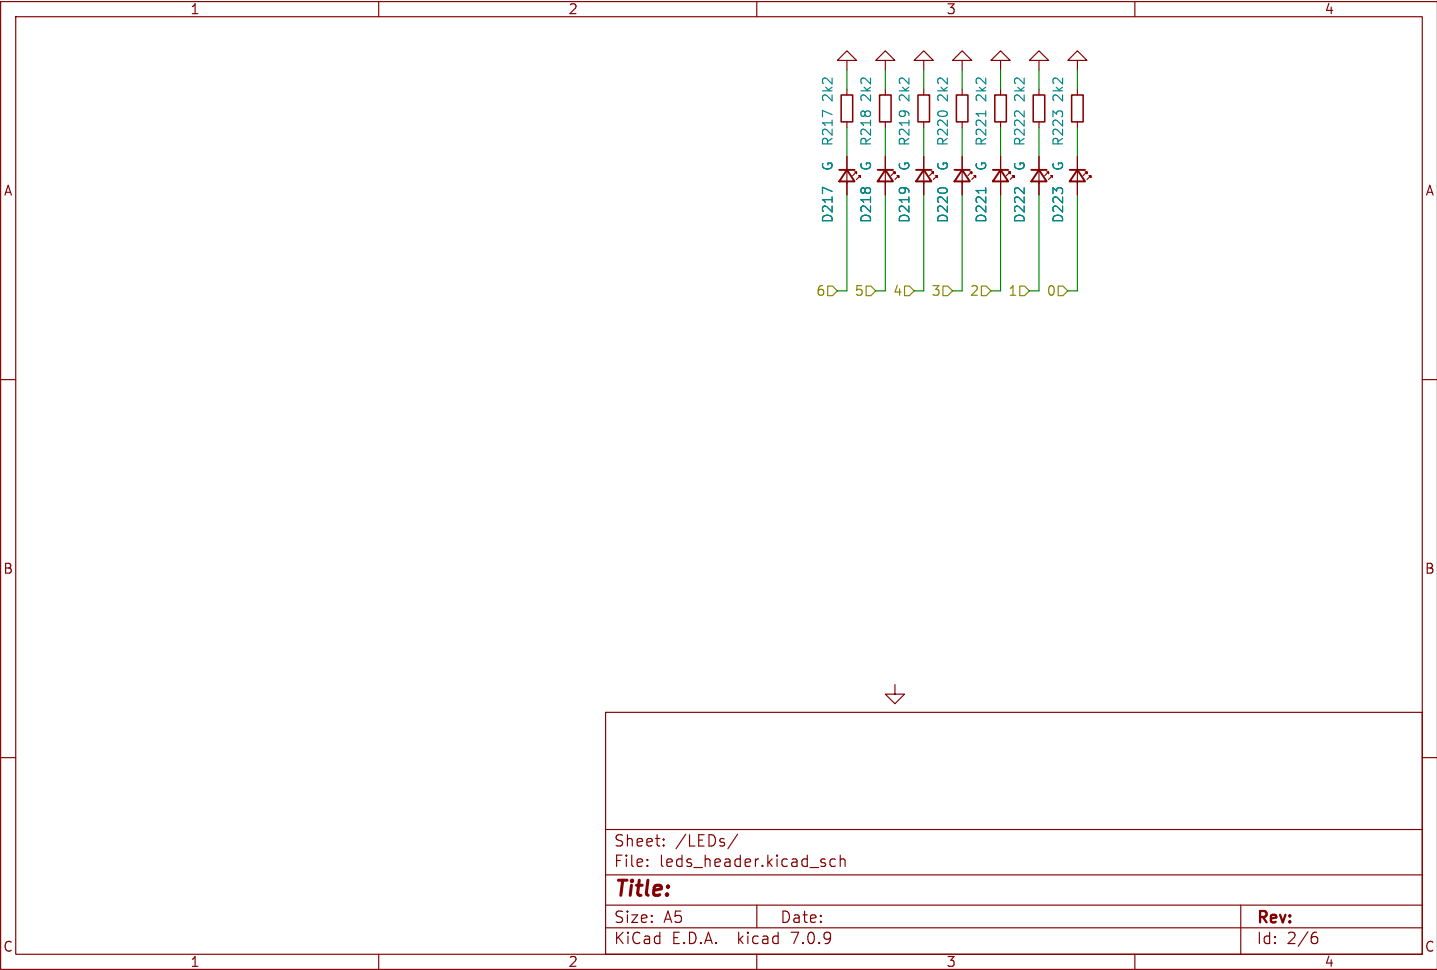 1 2 3 4
R217 2k2 R218 2k2 R219 2k2 R220 2k2 R221 2k2 R222 2k2 R223 2k2
D217 G D218 G D219 G D220 G D221 G D222 G D223 G
A A
6 5 4 3 2 1 0
B B
Sheet: /LEDs/
File: leds_header.kicad_sch
Title:
Size: A5 Date: Rev:
KiCad E.D.A. kicad 7.0.9 Id: 2/6
C C
1 2 3 4